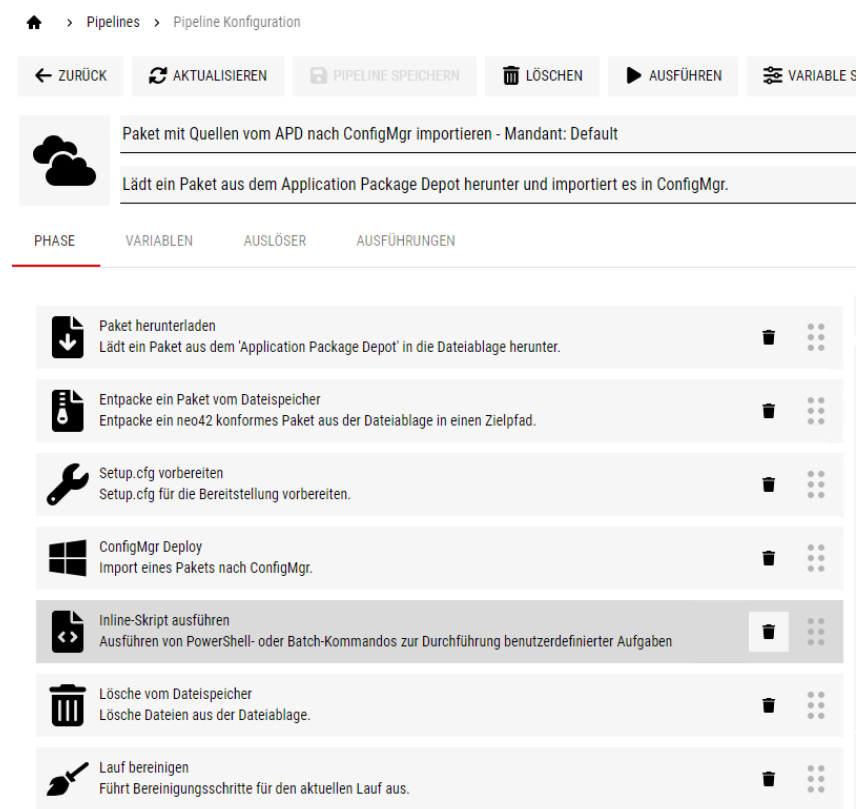 Pipelines > Pipeline Konfiguration
ZURÜCK AKTUALISIEREN PIPELINE SPEICHERN LÖSCHEN AUSFÜHREN VARIABLE S
Paket mit Quellen vom APD nach ConfigMgr importieren - Mandant: Default
Lädt ein Paket aus dem Application Package Depot herunter und importiert es in ConfigMgr.
PHASE VARIABLEN AUSLÖSER AUSFÜHRUNGEN
Paket herunterladen
Lädt ein Paket aus dem 'Application Package Depot' in die Dateiablage herunter.
Entpacke ein Paket vom Dateispeicher
Entpacke ein neo42 konformes Paket aus der Dateiablage in einen Zielpfad.
Setup.cfg vorbereiten
Setup.cfg für die Bereitstellung vorbereiten.
ConfigMgr Deploy
Import eines Pakets nach ConfigMgr.
Inline-Skript ausführen
Ausführen von PowerShell- oder Batch-Kommandos zur Durchführung benutzerdefinierter Aufgaben
Lösche vom Dateispeicher
Lösche Dateien aus der Dateiablage.
Lauf bereinigen
Führt Bereinigungsschritte für den aktuellen Lauf aus.